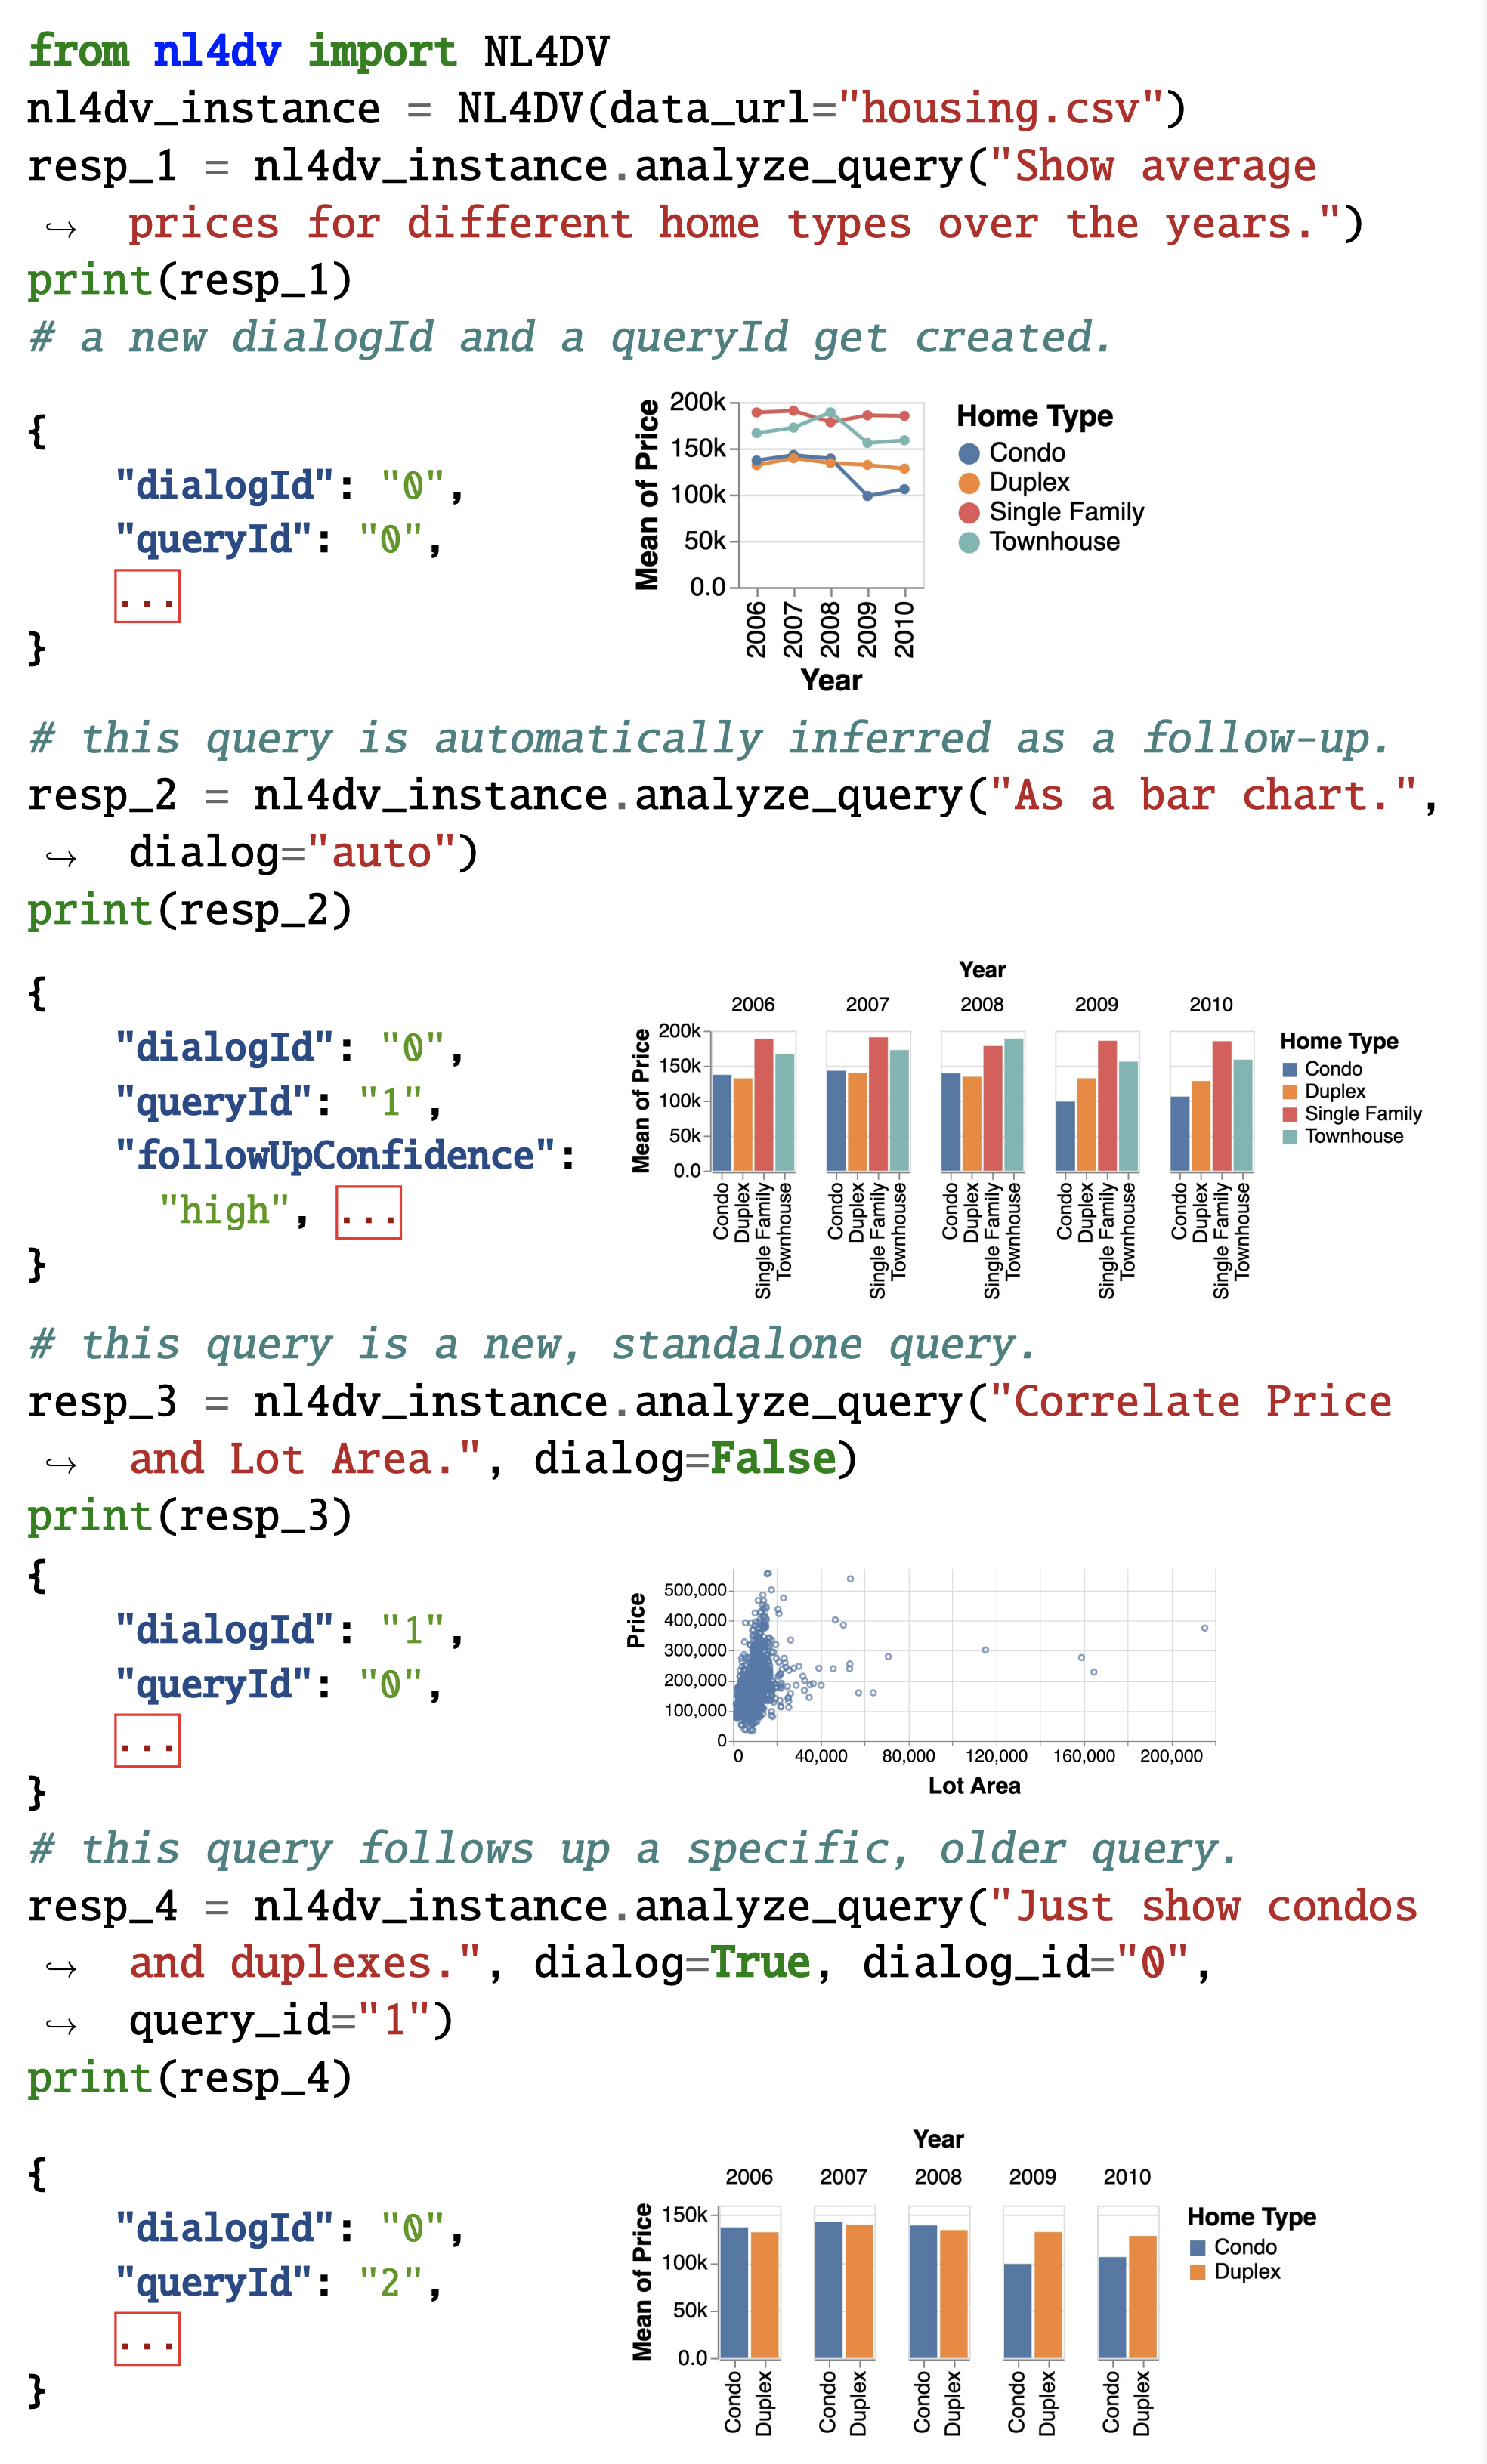 from nl4dv import NL4DV
nl4dv_instance = NL4DV(data_url="housing.csv")
resp_1 = nl4dv_instance.analyze_query("Show average
↪ prices for different home types over the years.")
print(resp_1)
# a new dialogId and a queryId get created.
{
"dialogId": "0",
"queryId": "0",
...
}
Mean of Price
200k
150k
100k
50k
0.0
2006
2007
2008
2009
2010
Year
Home Type
Condo
Duplex
Single Family
Townhouse
# this query is automatically inferred as a follow-up.
resp_2 = nl4dv_instance.analyze_query("As a bar chart.",
↪ dialog="auto")
print(resp_2)
{
"dialogId": "0",
"queryId": "1",
"followUpConfidence":
"high", ...
}
Year
2006 2007 2008 2009 2010
Mean of Price
200k
150k
100k
50k
0.0
Condo Duplex Single Family Townhouse
Condo Duplex Single Family Townhouse
Condo Duplex Single Family Townhouse
Condo Duplex Single Family Townhouse
Condo Duplex Single Family Townhouse
Home Type
Condo
Duplex
Single Family
Townhouse
# this query is a new, standalone query.
resp_3 = nl4dv_instance.analyze_query("Correlate Price
↪ and Lot Area.", dialog=False)
print(resp_3)
{
"dialogId": "1",
"queryId": "0",
...
}
Price
500,000
400,000
300,000
200,000
100,000
0
0 40,000 80,000 120,000 160,000 200,000
Lot Area
# this query follows up a specific, older query.
resp_4 = nl4dv_instance.analyze_query("Just show condos
↪ and duplexes.", dialog=True, dialog_id="0",
↪ query_id="1")
print(resp_4)
{
"dialogId": "0",
"queryId": "2",
...
}
Year
2006 2007 2008 2009 2010
Mean of Price
150k
100k
50k
0.0
Condo Duplex
Condo Duplex
Condo Duplex
Condo Duplex
Condo Duplex
Home Type
Condo
Duplex